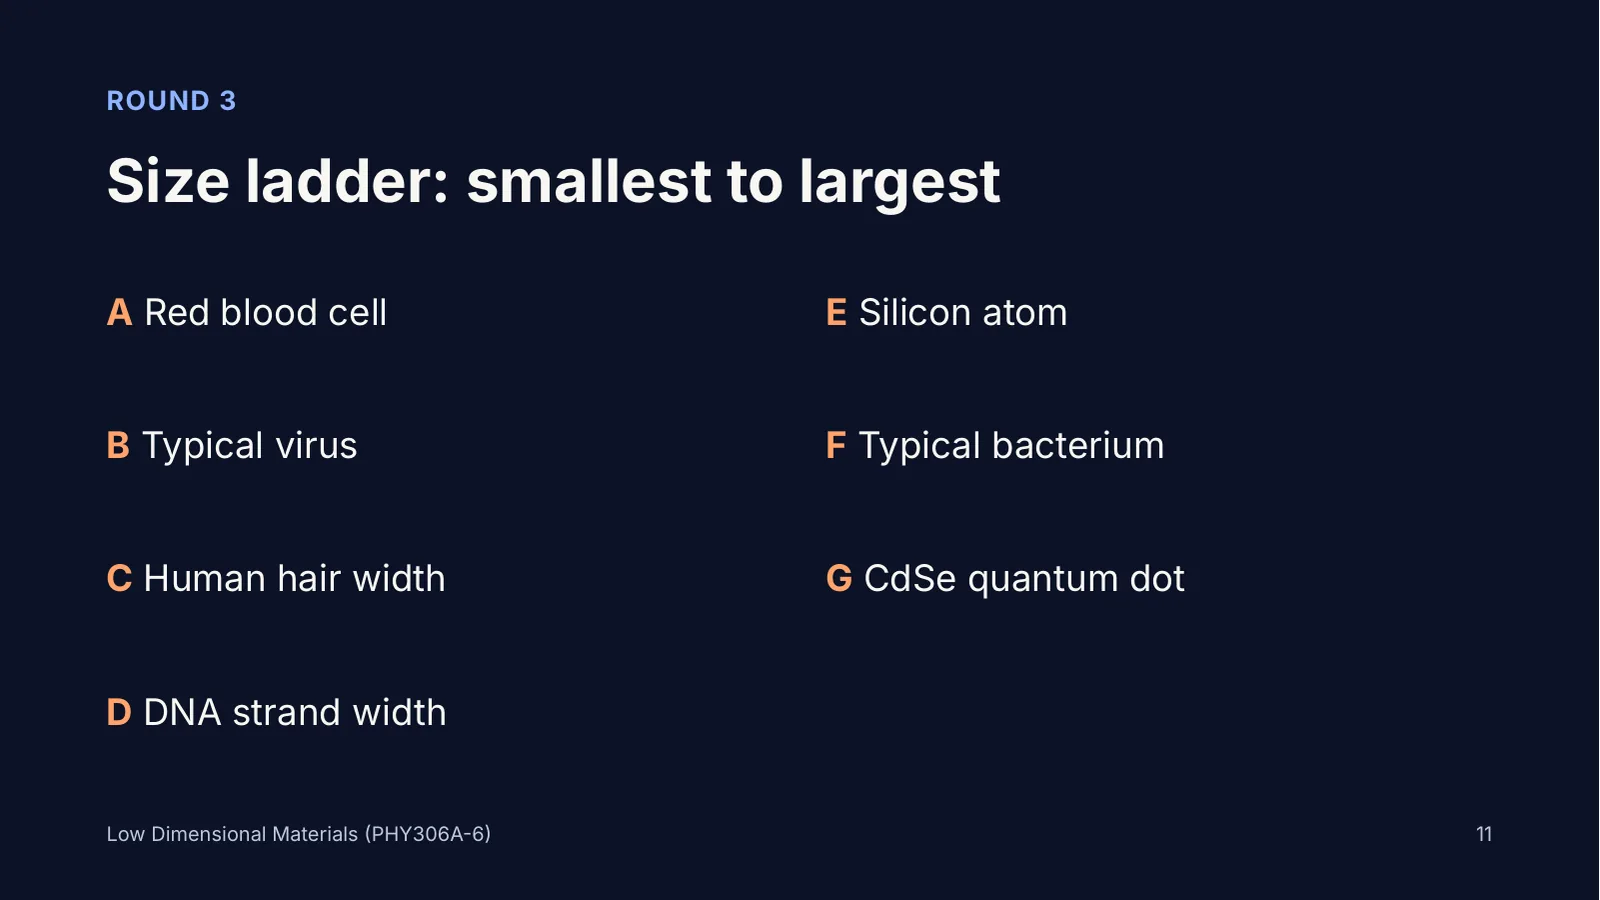 ROUND 3
Size ladder: smallest to largest
A Red blood cell
B Typical virus
C Human hair width
D DNA strand width
E Silicon atom
F Typical bacterium
G CdSe quantum dot
Low Dimensional Materials (PHY306A-6)
11